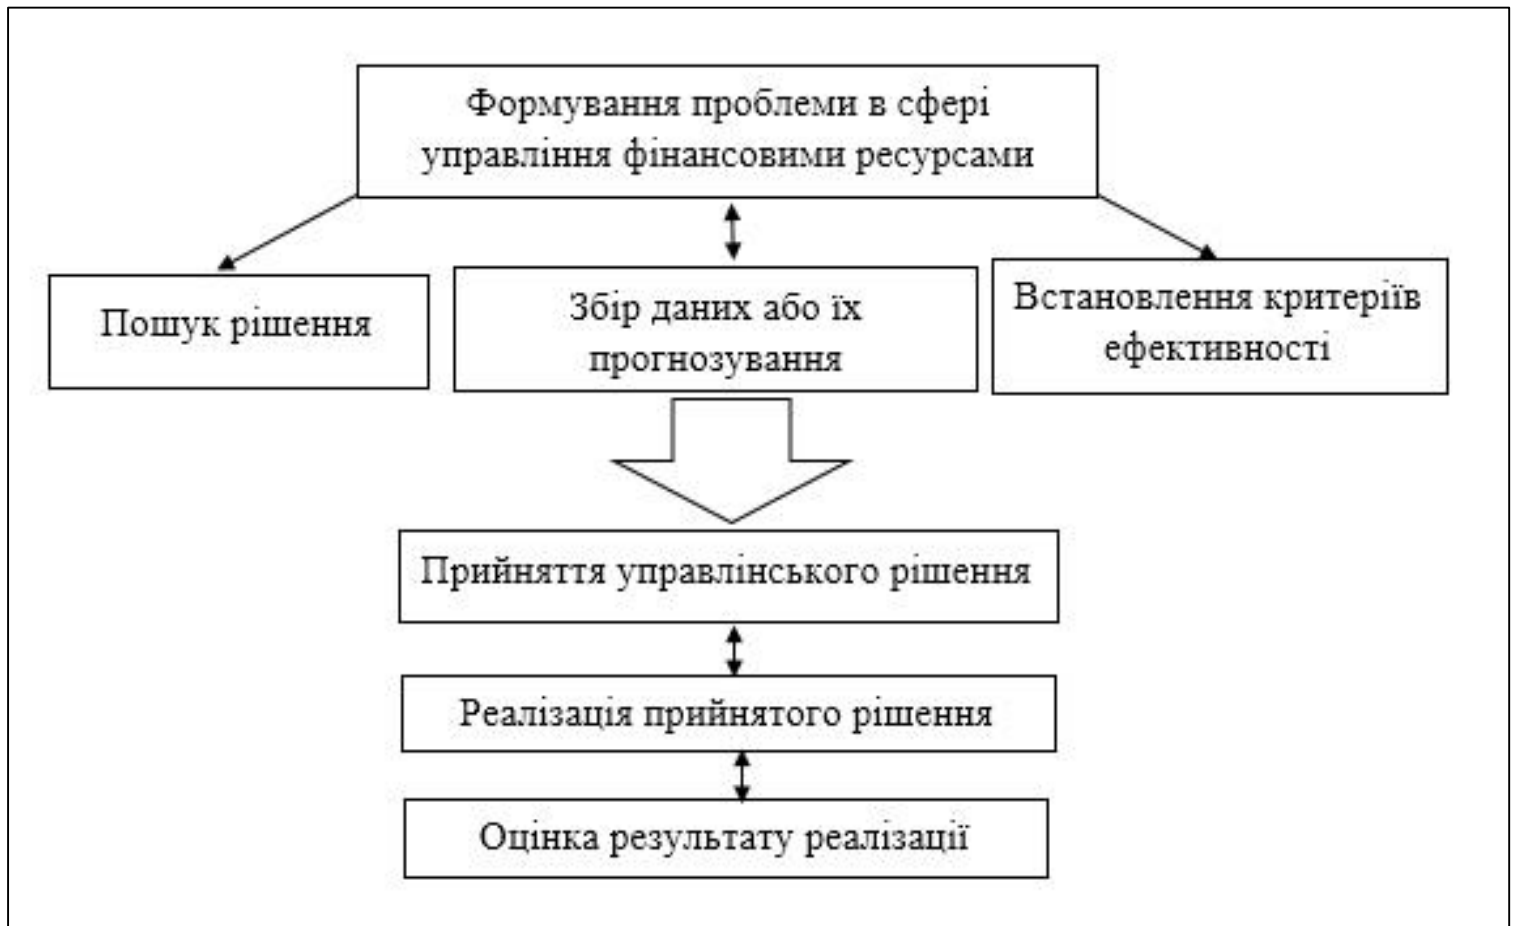 Формування проблеми в сфері
управління фінансовими ресурсами
Пошук рішення
Збір даних або їх
прогнозування
Встановлення критеріїв
ефективності
Прийняття управлінського рішення
Реалізація прийнятого рішення
Оцінка результату реалізації